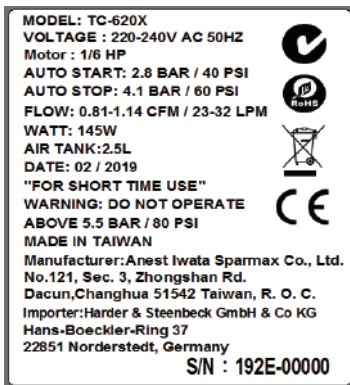 MODEL: TC-620X
VOLTAGE : 220-240V AC 50HZ
Motor : 1/6 HP
AUTO START: 2.8 BAR / 40 PSI
AUTO STOP: 4.1 BAR / 60 PSI
FLOW: 0.81-1.14 CFM / 23-32 LPM
WATT: 145W
AIR TANK:2.5L
DATE: 02 / 2019
"FOR SHORT TIME USE"
WARNING: DO NOT OPERATE
ABOVE 5.5 BAR / 80 PSI
MADE IN TAIWAN
Manufacturer:Anest Iwata Sparmax Co., Ltd.
No.121, Sec. 3, Zhongshan Rd.
Dacun,Changhua 51542 Taiwan, R. O. C.
Importer:Harder & Steenbeck GmbH & Co KG
Hans-Boeckler-Ring 37
22851 Norderstedt, Germany
S/N : 192E-00000
RoHS
CE